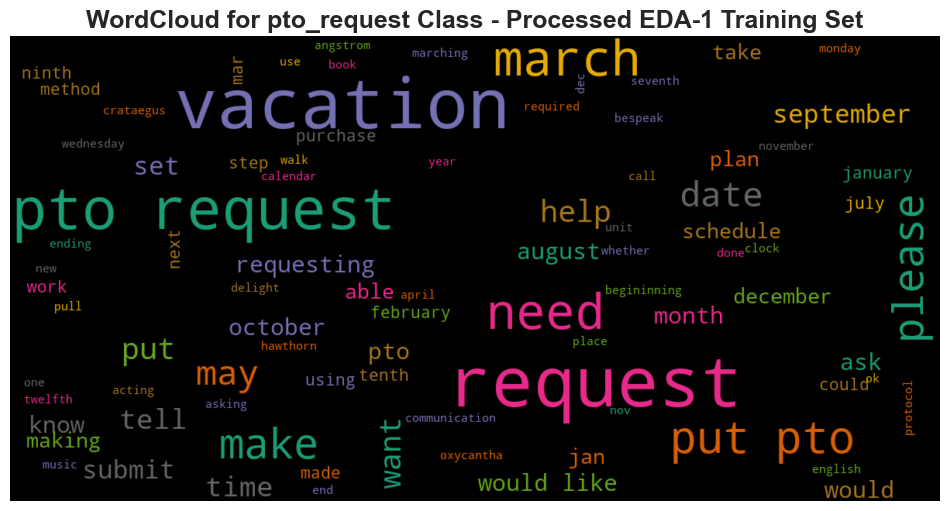 WordCloud for pto_request Class - Processed EDA-1 Training Set
angstrom
marching
march
take
monday
ninth
method
mar
use
book
vacation
dec
seventh
required
september
crataegus
bespeak
wednesday
purchase
november
set
step
walk
year
plan
calendar
call
date
january
pto request
help
july
please
unit
schedule
ending
next
august
whether
done
clock
new
requesting
work
delight
able
april
begininning
december
pull
february
need
month
october
place
put
hawthorn
pto
ask
may
using
tenth
request
could
ok
one
acting
twelfth
asking
nov
protocol
know
tell
communication
making
make
want
put pto
music
submit
made
oxycantha
jan
english
time
end
would like
would